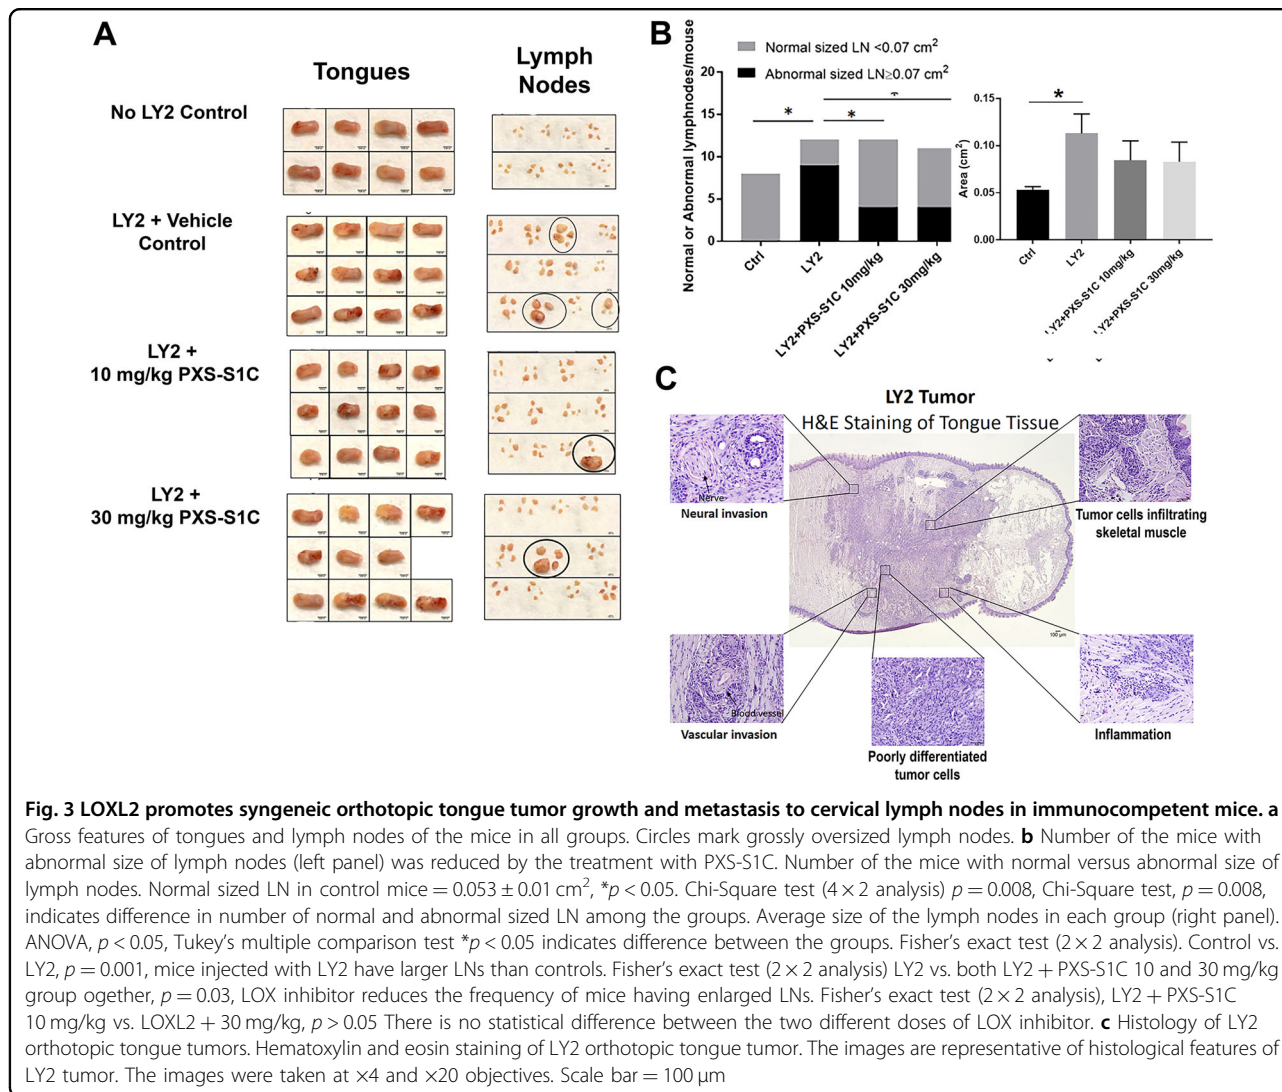 A
Tongues
Lymph
Nodes
No LY2 Control
LY2 + Vehicle
Control
LY2 +
10 mg/kg PXS-S1C
LY2 +
30 mg/kg PXS-S1C
B
Normal sized LN <0.07 cm²
Abnormal sized LN≥0.07 cm²
Normal or Abnormal lymphnodes/mouse
20
15
10
5
0
*
*
Ctrl
LY2
LY2+PXS-S1C 10mg/kg
LY2+PXS-S1C 30mg/kg
Area (cm²)
0.15
0.10
0.05
0.00
*
Ctrl
LY2
LY2+PXS-S1C 10mg/kg
LY2+PXS-S1C 30mg/kg
C
LY2 Tumor
H&E Staining of Tongue Tissue
Nerve
Neural invasion
Tumor cells infiltrating
skeletal muscle
100 µm
Bloddvessel
Vascular invasion
Poorly differentiated
tumor cells
Inflammation
Fig. 3 LOXL2 promotes syngeneic orthotopic tongue tumor growth and metastasis to cervical lymph nodes in immunocompetent mice. a
Gross features of tongues and lymph nodes of the mice in all groups. Circles mark grossly oversized lymph nodes. b Number of the mice with
abnormal size of lymph nodes (left panel) was reduced by the treatment with PXS-S1C. Number of the mice with normal versus abnormal size of
lymph nodes. Normal sized LN in control mice = 0.053 ± 0.01 cm², *p < 0.05. Chi-Square test (4 × 2 analysis) p = 0.008, Chi-Square test, p = 0.008,
indicates difference in number of normal and abnormal sized LN among the groups. Average size of the lymph nodes in each group (right panel).
ANOVA, p < 0.05, Tukey's multiple comparison test *p < 0.05 indicates difference between the groups. Fisher's exact test (2 × 2 analysis). Control vs.
LY2, p = 0.001, mice injected with LY2 have larger LNs than controls. Fisher's exact test (2 × 2 analysis) LY2 vs. both LY2 + PXS-S1C 10 and 30 mg/kg
group ogether, p = 0.03, LOX inhibitor reduces the frequency of mice having enlarged LNs. Fisher's exact test (2 × 2 analysis), LY2 + PXS-S1C
10 mg/kg vs. LOXL2 + 30 mg/kg, p > 0.05 There is no statistical difference between the two different doses of LOX inhibitor. c Histology of LY2
orthotopic tongue tumors. Hematoxylin and eosin staining of LY2 orthotopic tongue tumor. The images are representative of histological features of
LY2 tumor. The images were taken at ×4 and ×20 objectives. Scale bar = 100 µm